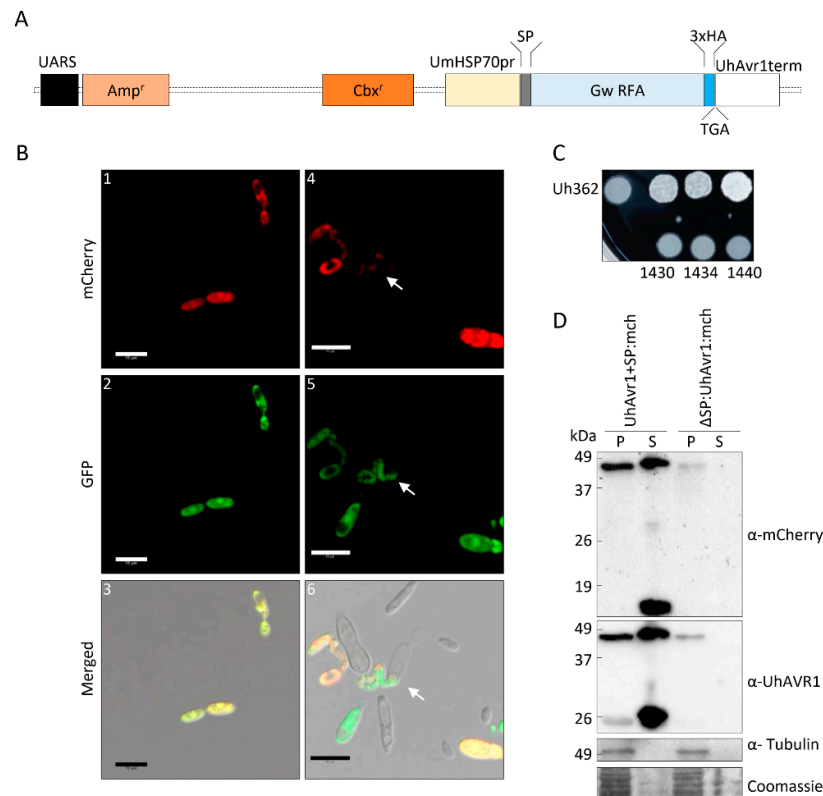 A
SP
3xHA
UARS
UmHSP70pr
UhAvr1term
Ampʳ
Cbxʳ
Gw RFA
TGA
B
1
4
mCherry
2
5
GFP
3
6
Merged
C
Uh362
1430 1434 1440
D
UhAvr1+SP:mch
ΔSP:UhAvr1:mch
kDa P S P S
49
37
26
19
α-mCherry
49
37
26
α-UhAVR1
49
α- Tubulin
Coomassie